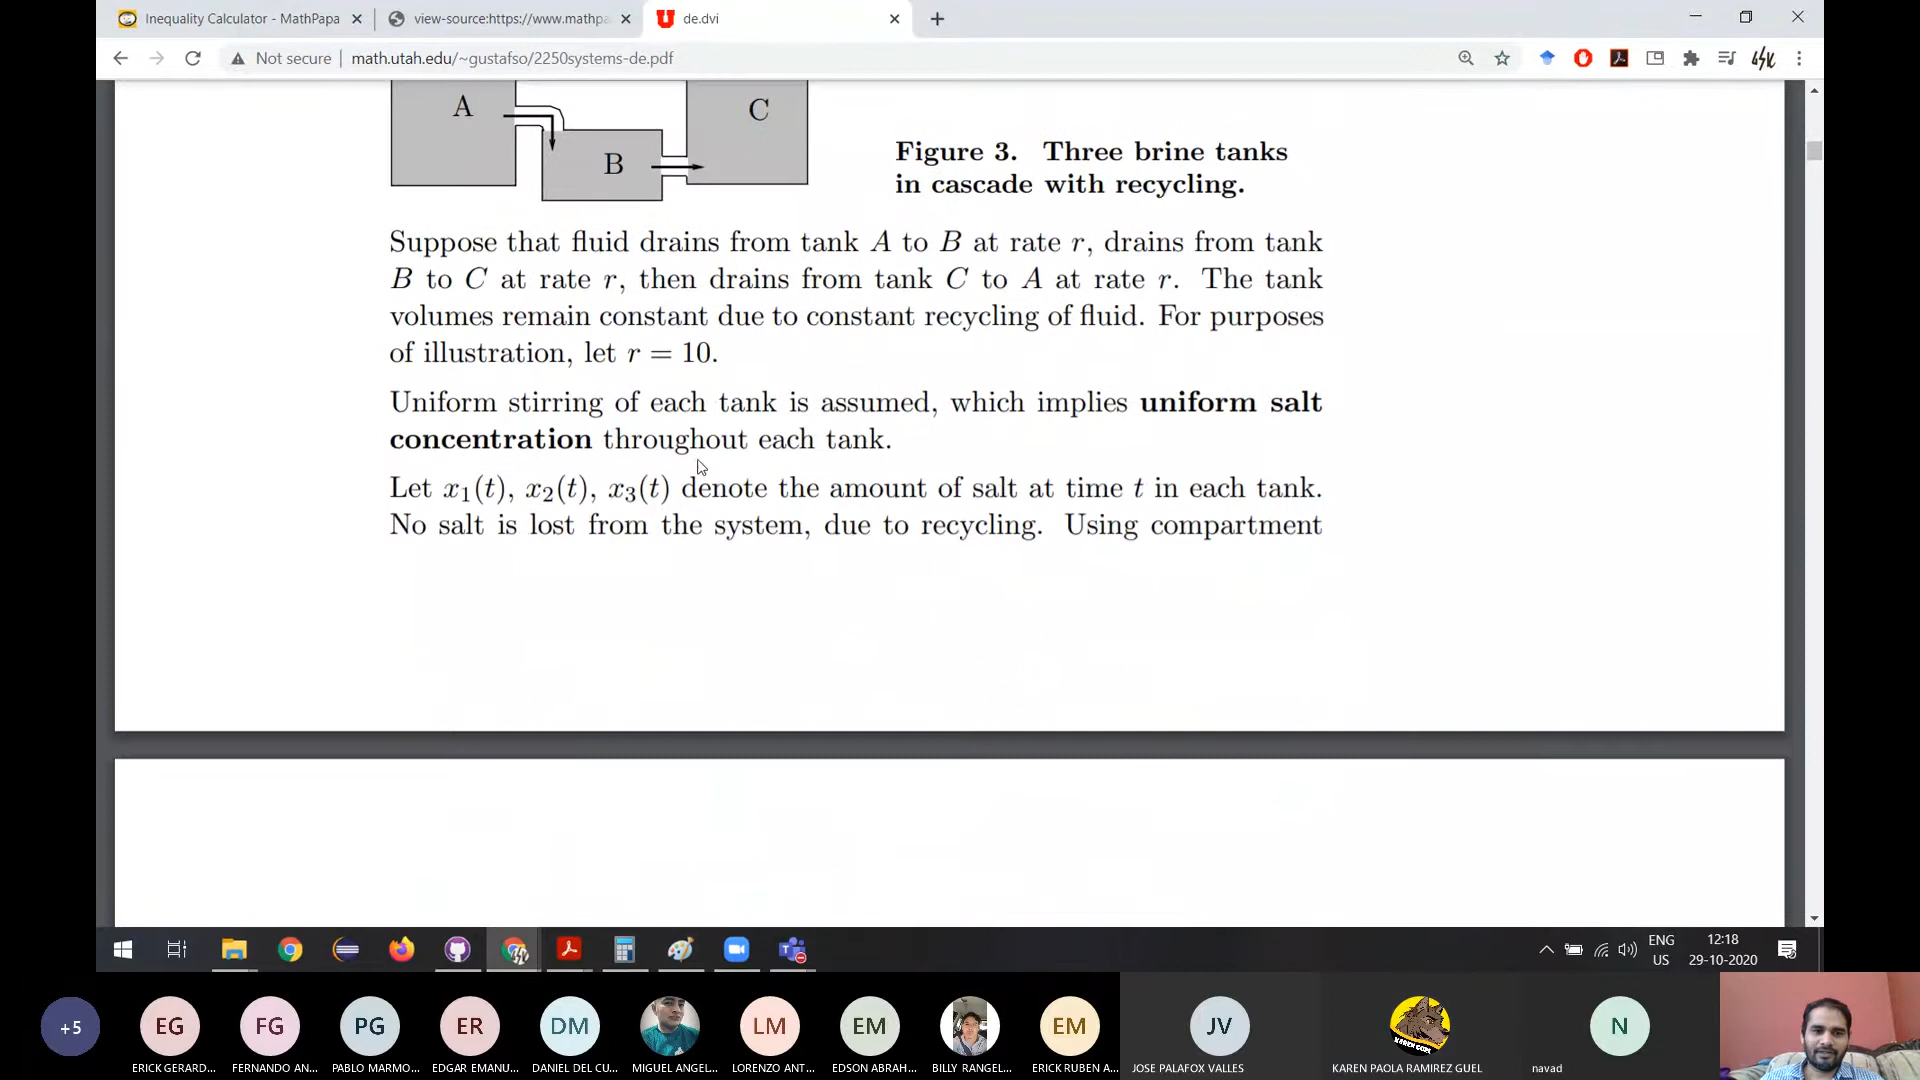 Inequality Calculator - MathPapa
view-source:https://www.mathpa
de.dvi
Not secure | math.utah.edu/~gustafso/2250systems-de.pdf
A
C
B
Figure 3. Three brine tanks
in cascade with recycling.
Suppose that fluid drains from tank A to B at rate r, drains from tank
B to C at rate r, then drains from tank C to A at rate r. The tank
volumes remain constant due to constant recycling of fluid. For purposes
of illustration, let r = 10.
Uniform stirring of each tank is assumed, which implies uniform salt
concentration throughout each tank.
Let x₁(t), x₂(t), x₃(t) denote the amount of salt at time t in each tank.
No salt is lost from the system, due to recycling. Using compartment
ENG
US
12:18
29-10-2020
+5
EG
FG
PG
ER
DM
LM
EM
EM
JV
KAREN GUEL
N
ERICK GERARD...
FERNANDO AN...
PABLO MARMO...
EDGAR EMANU...
DANIEL DEL CU...
MIGUEL ANGEL...
LORENZO ANT...
EDSON ABRAH...
BILLY RANGEL...
ERICK RUBEN A...
JOSE PALAFOX VALLES
KAREN PAOLA RAMIREZ GUEL
navad